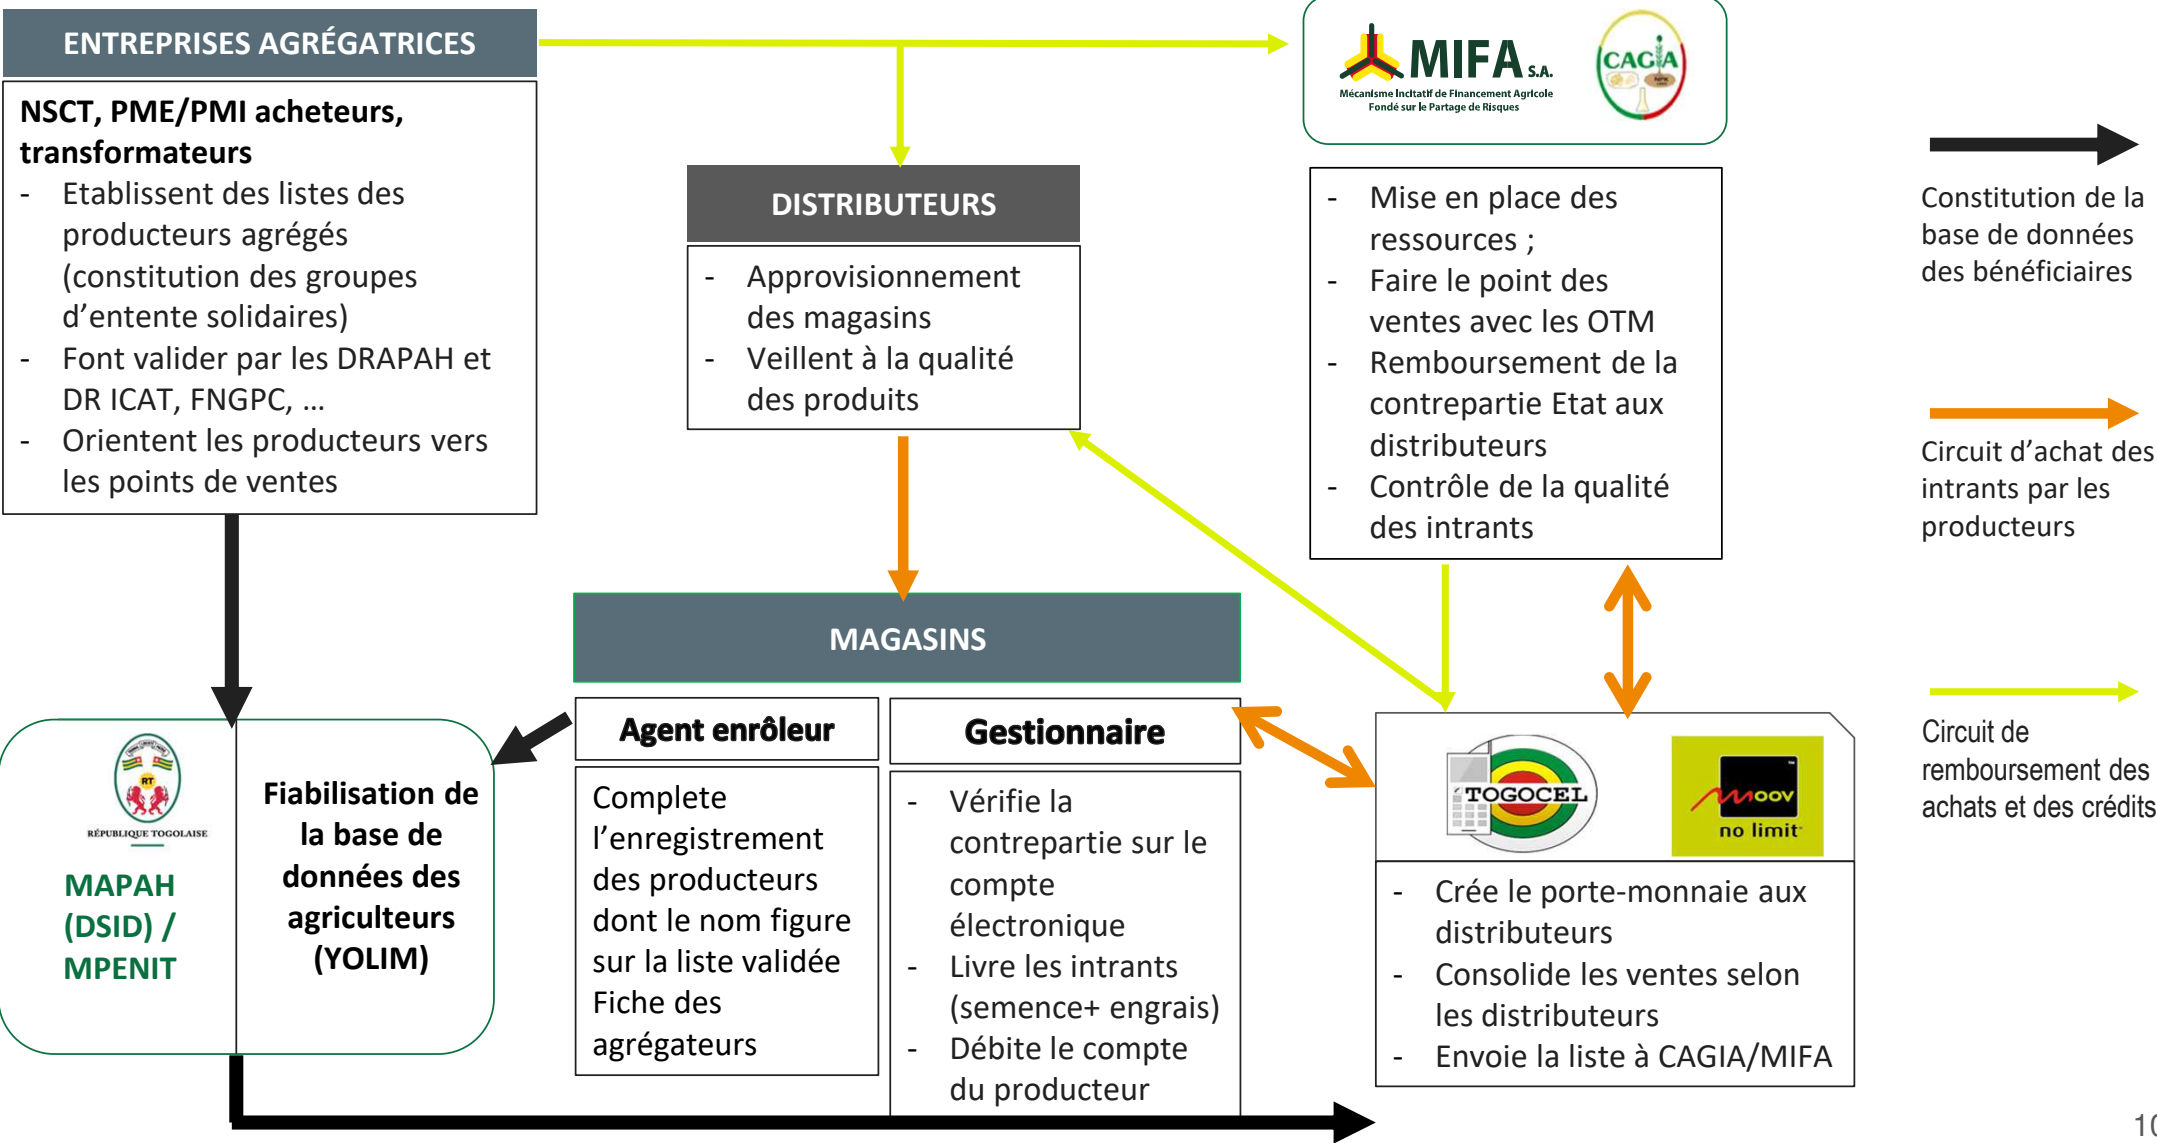 ENTREPRISES AGRÉGATRICES
NSCT, PME/PMI acheteurs,
transformateurs
- Etablissent des listes des
producteurs agrégés
(constitution des groupes
d’entente solidaires)
- Font valider par les DRAPAH et
DR ICAT, FNGPC, …
- Orientent les producteurs vers
les points de ventes
DISTRIBUTEURS
- Approvisionnement
des magasins
- Veillent à la qualité
des produits
MIFA S.A.
Mécanisme Incitatif de Financement Agricole
Fondé sur le Partage de Risques
CAGIA
- Mise en place des
ressources ;
- Faire le point des
ventes avec les OTM
- Remboursement de la
contrepartie Etat aux
distributeurs
- Contrôle de la qualité
des intrants
Constitution de la
base de données
des bénéficiaires
Circuit d’achat des
intrants par les
producteurs
Circuit de
remboursement des
achats et des crédits
MAGASINS
Agent enrôleur
Complete
l’enregistrement
des producteurs
dont le nom figure
sur la liste validée
Fiche des
agrégateurs
Gestionnaire
- Vérifie la
contrepartie sur le
compte
électronique
- Livre les intrants
(semence+ engrais)
- Débite le compte
du producteur
RT
RÉPUBLIQUE TOGOLAISE
MAPAH
(DSID) /
MPENIT
Fiabilisation de
la base de
données des
agriculteurs
(YOLIM)
TOGOCEL
moov
no limit
- Crée le porte-monnaie aux
distributeurs
- Consolide les ventes selon
les distributeurs
- Envoie la liste à CAGIA/MIFA
10